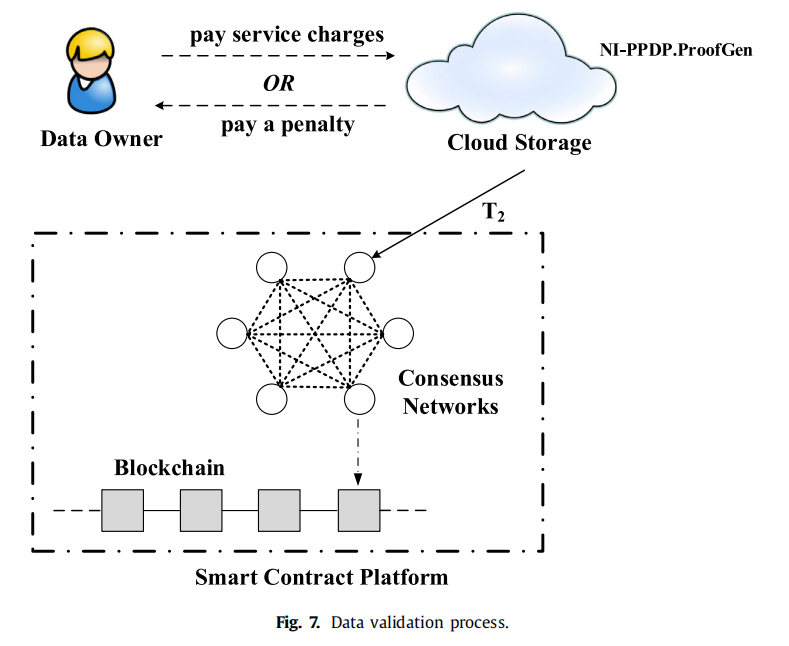 pay service charges
NI-PPDP.ProofGen
OR
pay a penalty
Data Owner
Cloud Storage
T₂
Consensus
Networks
Blockchain
Smart Contract Platform
Fig. 7. Data validation process.